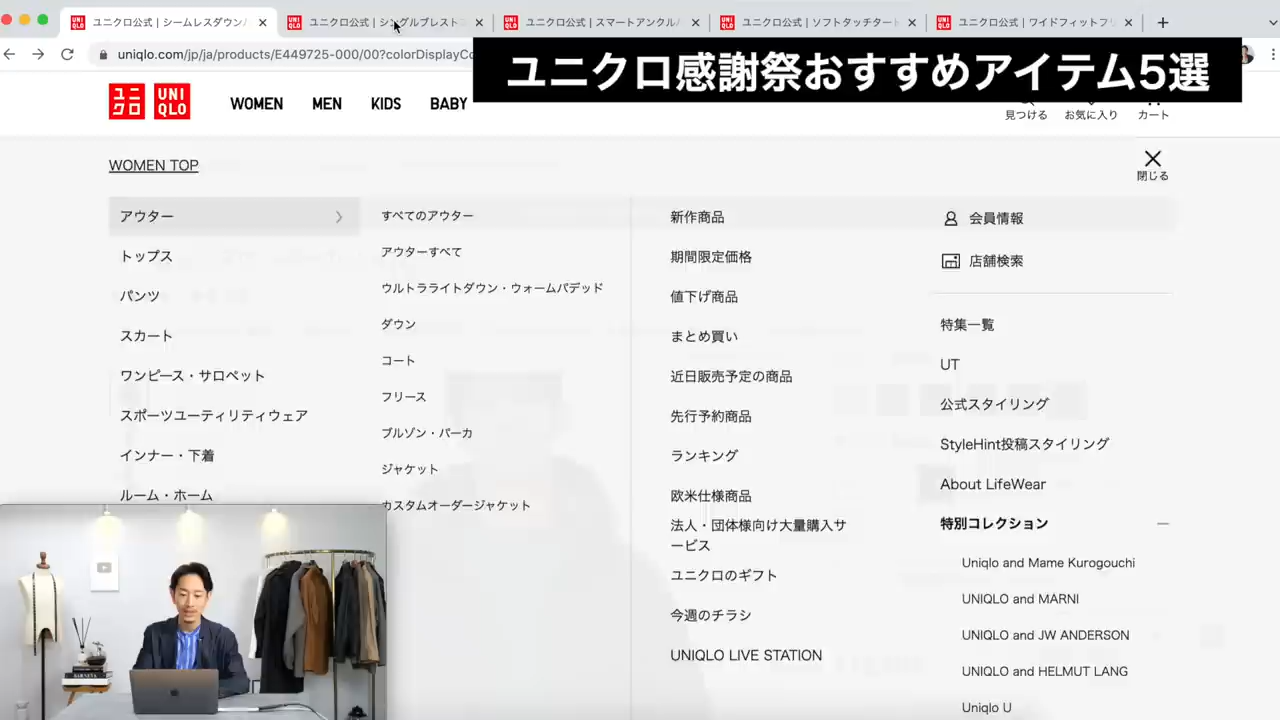 ユニクロ公式 | シームレスダウン
ユニクロ公式 | シングルブレスト
ユニクロ公式 | スマートアンクル
ユニクロ公式 | ソフトタッチタート
ユニクロ公式 | ワイドフィットフリ
uniqlo.com/jp/ja/products/E449725-000/00?colorDisplayCo
ユニクロ感謝祭おすすめアイテム5選
ユニクロ
UNIQLO
WOMEN
MEN
KIDS
BABY
見つける
お気に入り
カート
WOMEN TOP
閉じる
アウター
トップス
パンツ
スカート
ワンピース・サロペット
スポーツユーティリティウェア
インナー・下着
ルーム・ホーム
すべてのアウター
アウターすべて
ウルトラライトダウン・ウォームパデッド
ダウン
コート
フリース
ブルゾン・パーカ
ジャケット
カスタムオーダージャケット
新作商品
期間限定価格
値下げ商品
まとめ買い
近日販売予定の商品
先行予約商品
ランキング
欧米仕様商品
法人・団体様向け大量購入サ
ービス
ユニクロのギフト
今週のチラシ
UNIQLO LIVE STATION
会員情報
店舗検索
特集一覧
UT
公式スタイリング
StyleHint投稿スタイリング
About LifeWear
特別コレクション
Uniqlo and Mame Kurogouchi
UNIQLO and MARNI
UNIQLO and JW ANDERSON
UNIQLO and HELMUT LANG
Uniqlo U